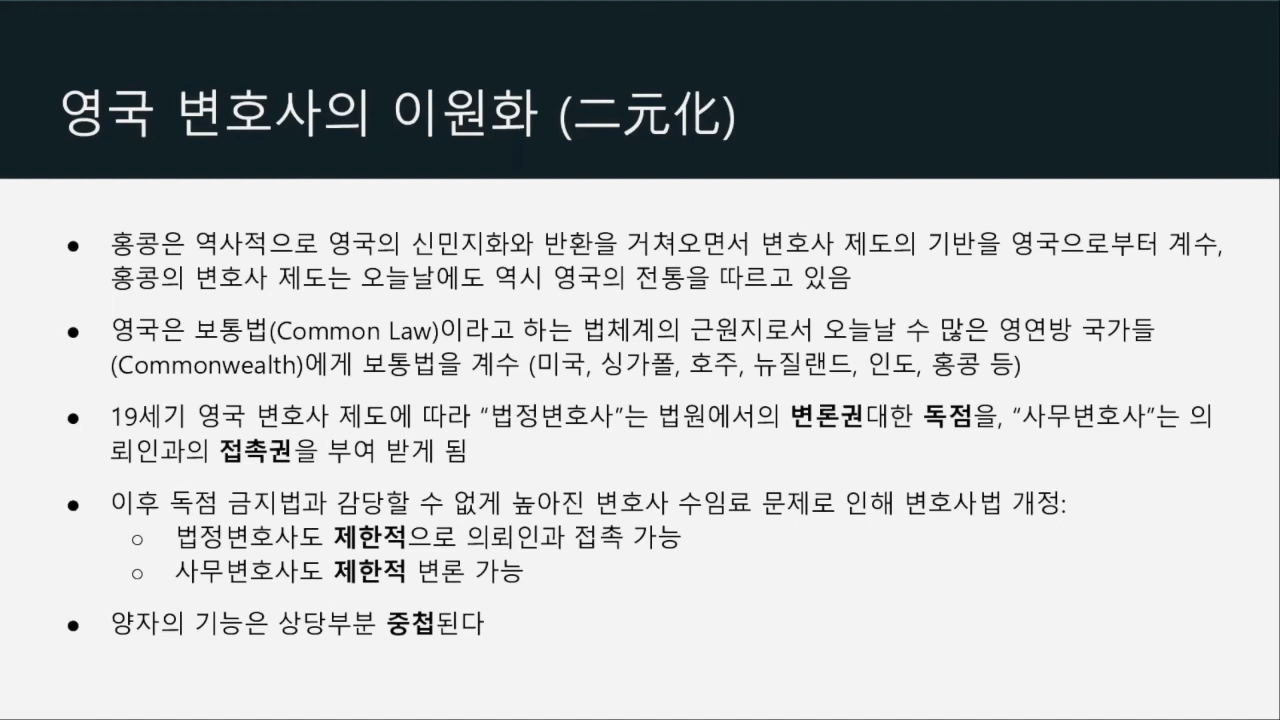 영국 변호사의 이원화 (二元化)
● 홍콩은 역사적으로 영국의 신민지화와 반환을 거쳐오면서 변호사 제도의 기반을 영국으로부터 계수,
홍콩의 변호사 제도는 오늘날에도 역시 영국의 전통을 따르고 있음
● 영국은 보통법(Common Law)이라고 하는 법체계의 근원지로서 오늘날 수 많은 영연방 국가들
(Commonwealth)에게 보통법을 계수 (미국, 싱가폴, 호주, 뉴질랜드, 인도, 홍콩 등)
● 19세기 영국 변호사 제도에 따라 “법정변호사”는 법원에서의 변론권대한 독점을, “사무변호사”는 의
뢰인과의 접촉권을 부여 받게 됨
● 이후 독점 금지법과 감당할 수 없게 높아진 변호사 수임료 문제로 인해 변호사법 개정:
○ 법정변호사도 제한적으로 의뢰인과 접촉 가능
○ 사무변호사도 제한적 변론 가능
● 양자의 기능은 상당부분 중첩된다